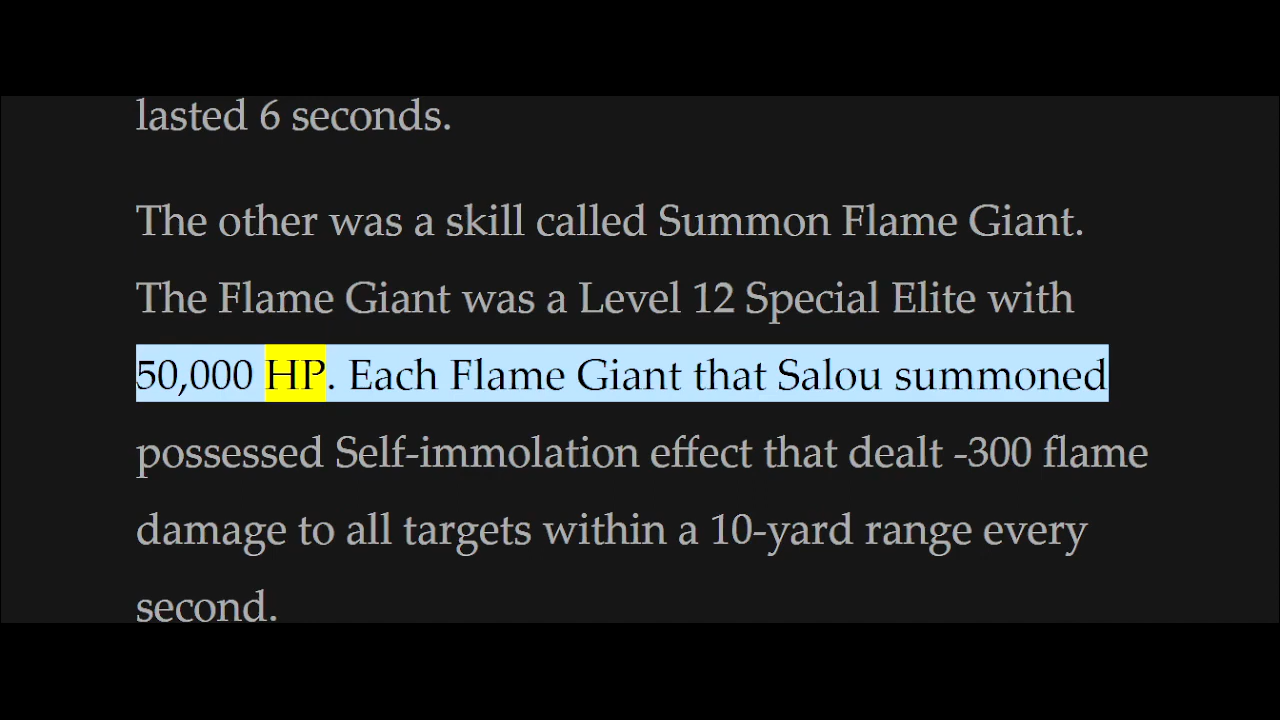 lasted 6 seconds.
The other was a skill called Summon Flame Giant.
The Flame Giant was a Level 12 Special Elite with
50,000 HP. Each Flame Giant that Salou summoned
possessed Self-immolation effect that dealt -300 flame
damage to all targets within a 10-yard range every
second.